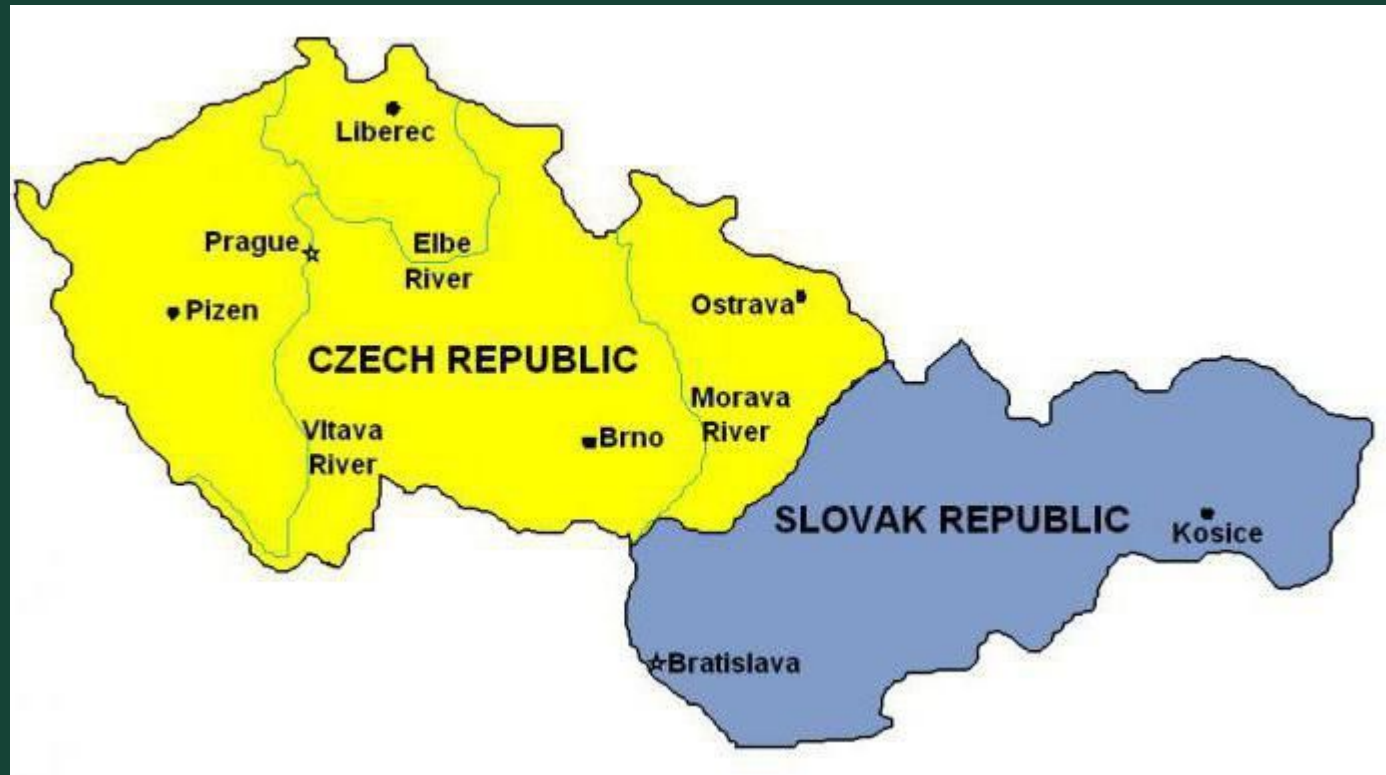 Liberec
Prague
Elbe
River
Pizen
Ostrava
CZECH REPUBLIC
Morava
River
Vltava
River
Brno
SLOVAK REPUBLIC
Kosice
Bratislava